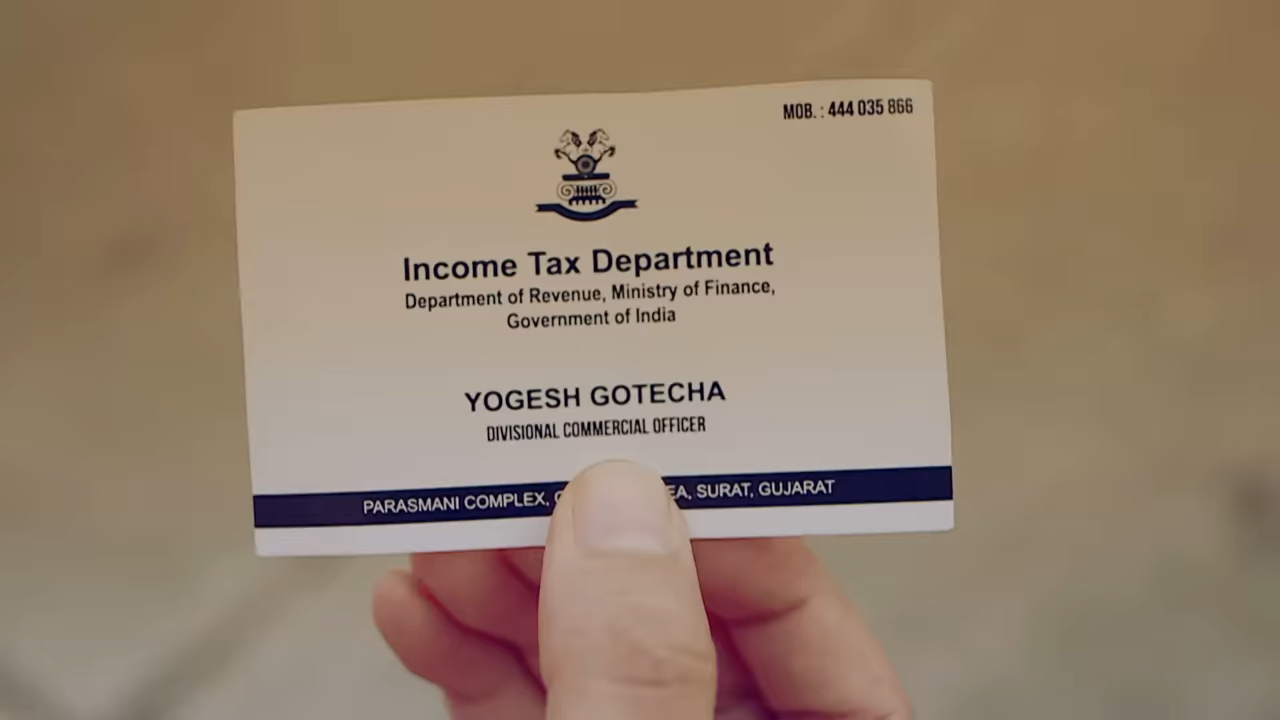 MOB. : 444 035 866
Income Tax Department
Department of Revenue, Ministry of Finance,
Government of India
YOGESH GOTECHA
DIVISIONAL COMMERCIAL OFFICER
PARASMANI COMPLEX, SURAT, GUJARAT